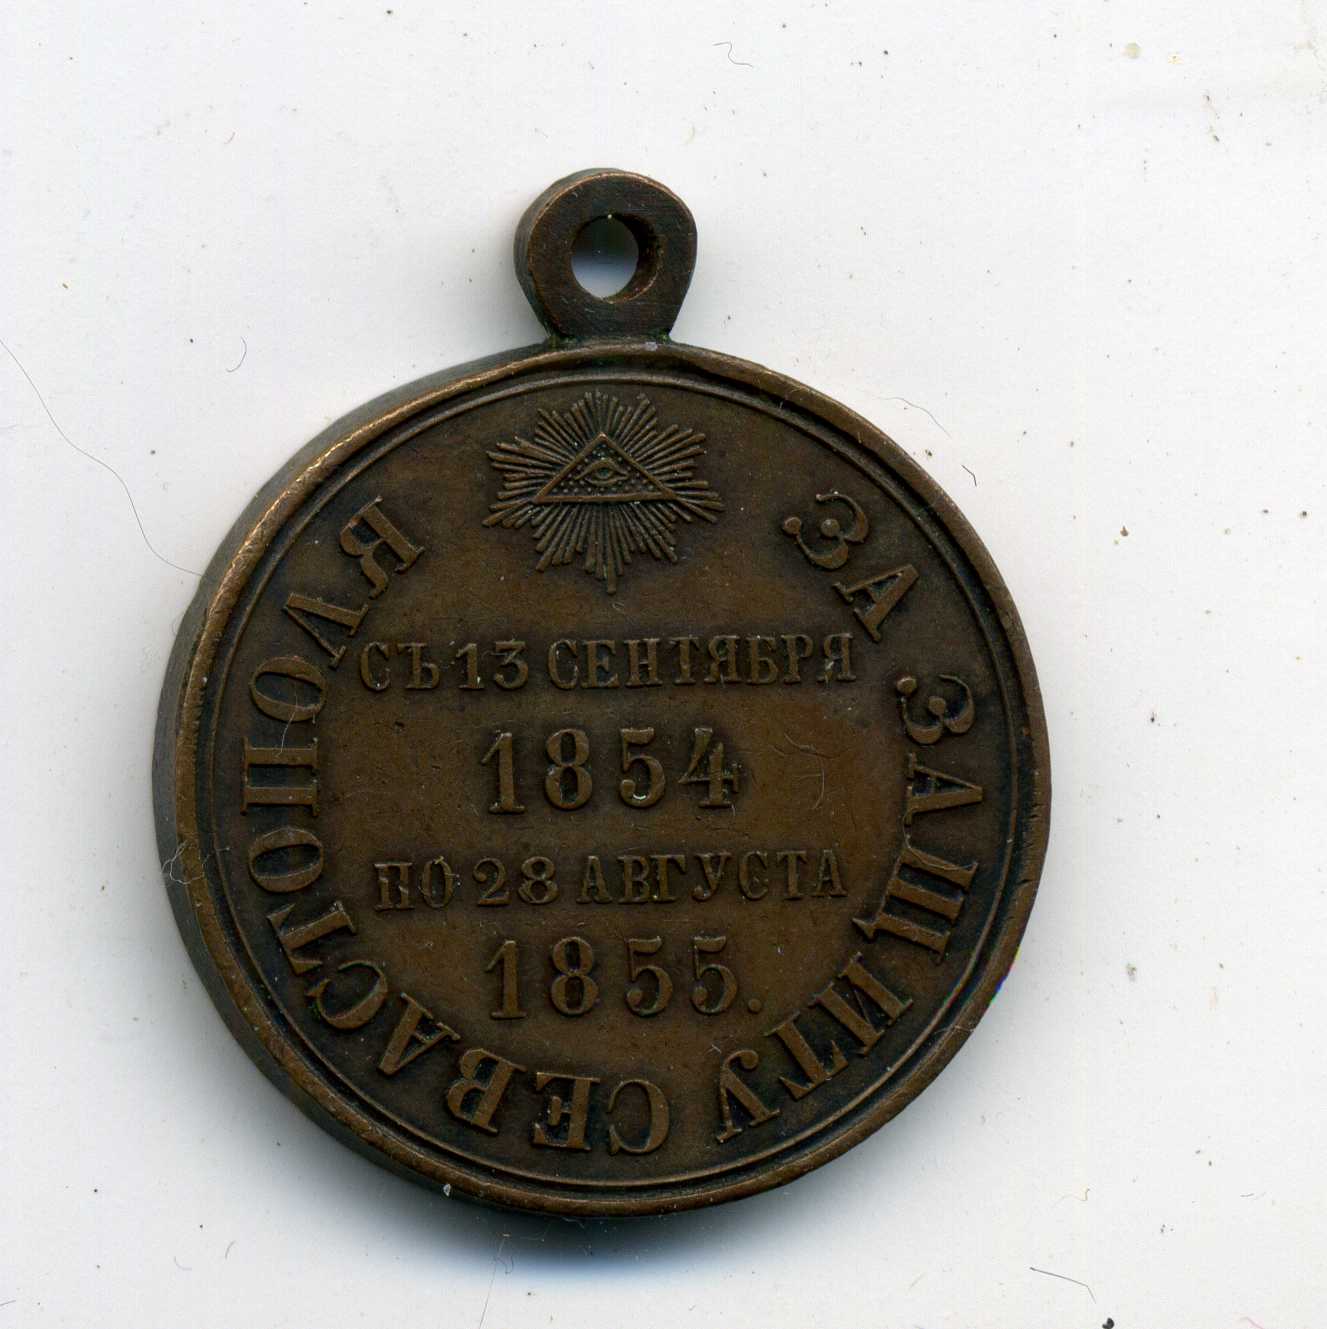 ЗА ЗАЩИТУ СЕВАСТОПОЛЯ
СЪ 13 СЕНТЯБРЯ
1854
ПО 28 АВГУСТА
1855.